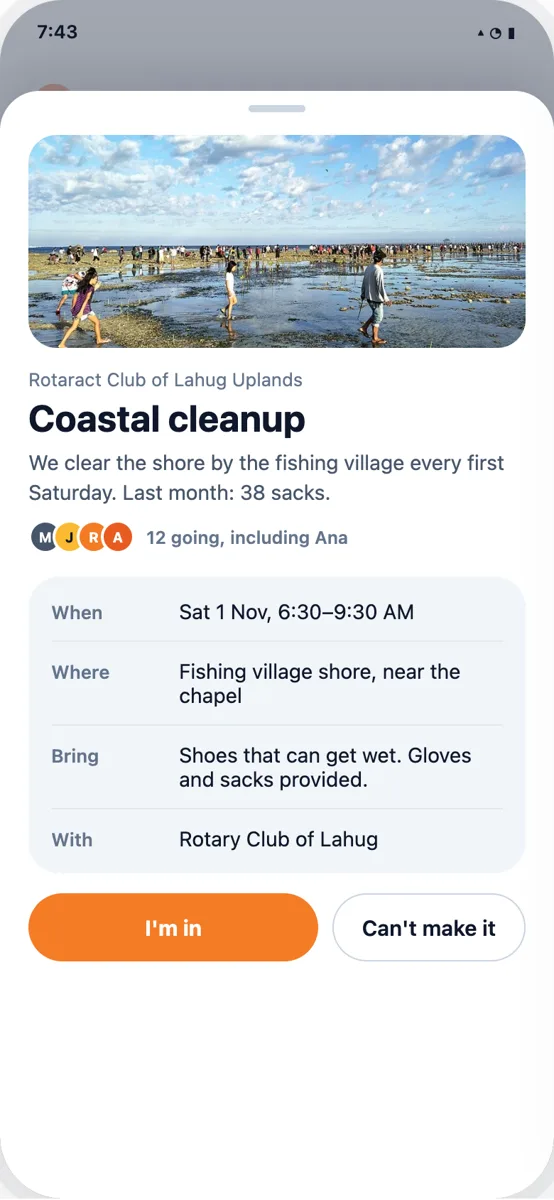 7:43
Rotaract Club of Lahug Uplands
Coastal cleanup
We clear the shore by the fishing village every first
Saturday. Last month: 38 sacks.
M J R A 12 going, including Ana
When Sat 1 Nov, 6:30–9:30 AM
Where Fishing village shore, near the
chapel
Bring Shoes that can get wet. Gloves
and sacks provided.
With Rotary Club of Lahug
I'm in Can't make it